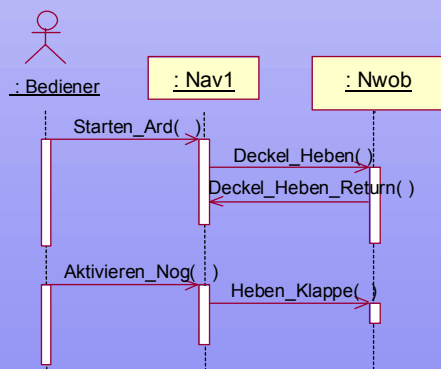 : Bediener
: Nav1
: Nwob
Starten_Ard( )
Deckel_Heben( )
Deckel_Heben_Return( )
Aktivieren_Nog( )
Heben_Klappe( )